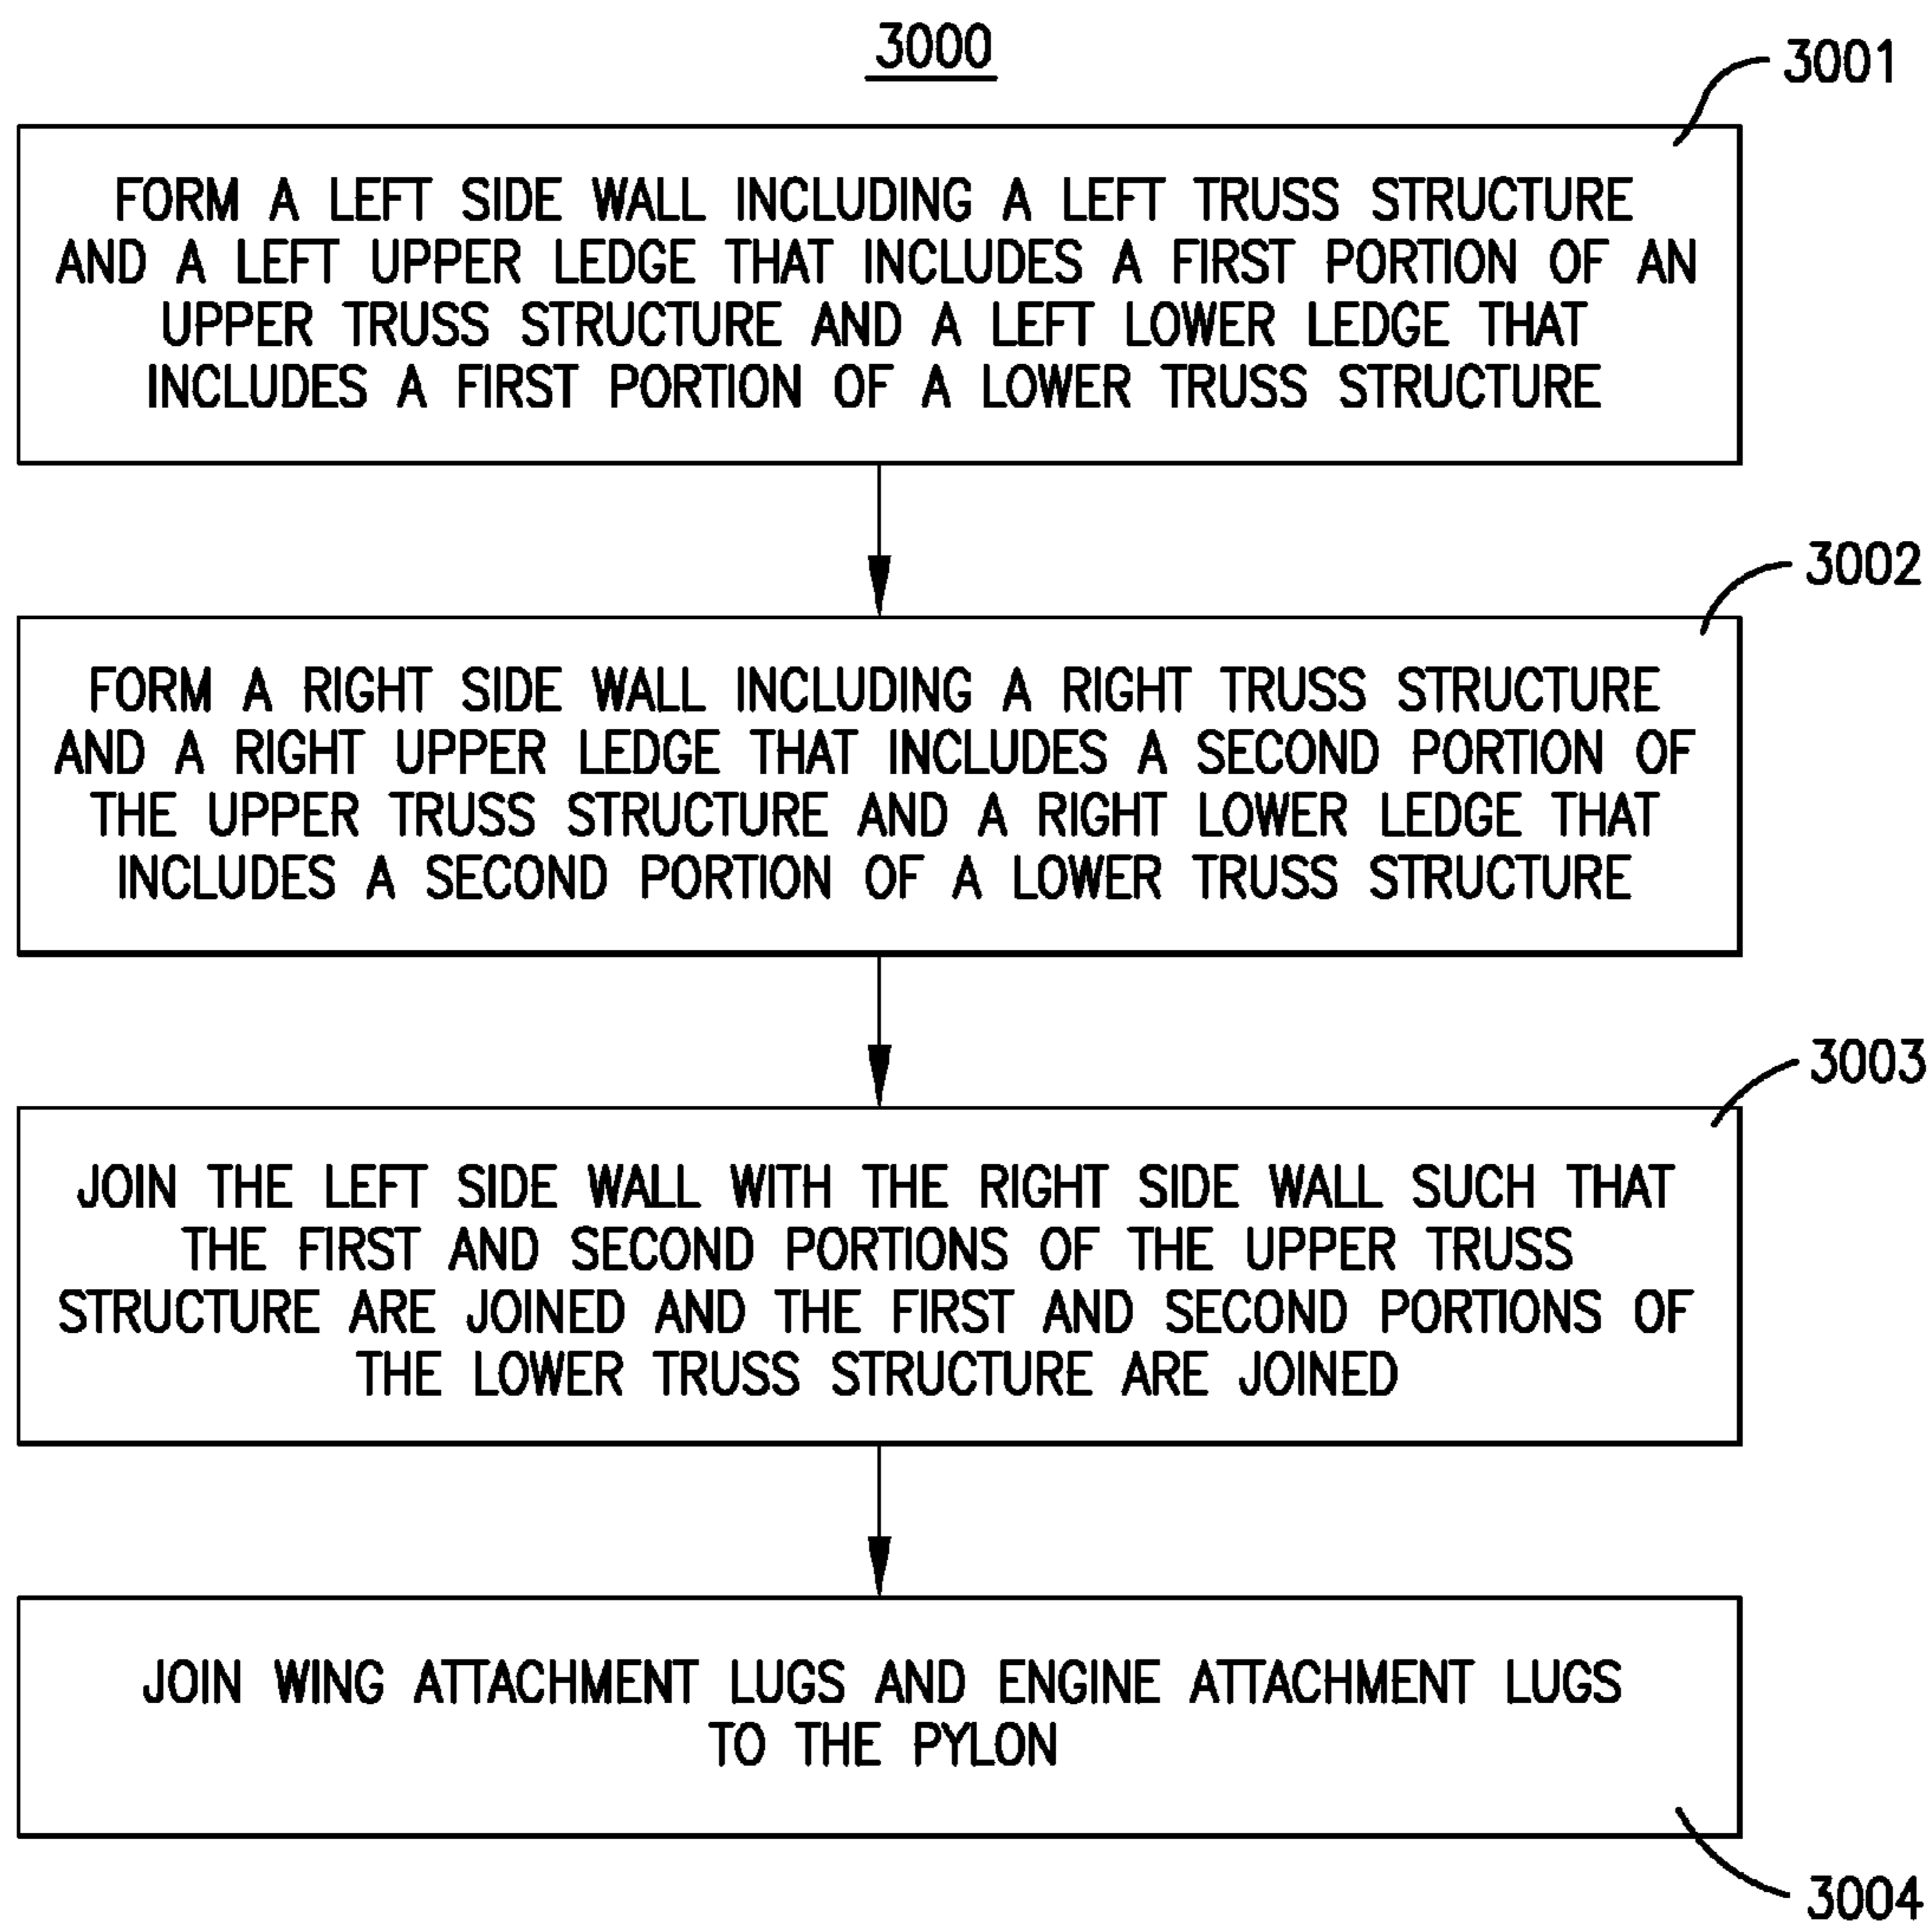 3000
3001
FORM A LEFT SIDE WALL INCLUDING A LEFT TRUSS STRUCTURE
AND A LEFT UPPER LEDGE THAT INCLUDES A FIRST PORTION OF AN
UPPER TRUSS STRUCTURE AND A LEFT LOWER LEDGE THAT
INCLUDES A FIRST PORTION OF A LOWER TRUSS STRUCTURE
3002
FORM A RIGHT SIDE WALL INCLUDING A RIGHT TRUSS STRUCTURE
AND A RIGHT UPPER LEDGE THAT INCLUDES A SECOND PORTION OF
THE UPPER TRUSS STRUCTURE AND A RIGHT LOWER LEDGE THAT
INCLUDES A SECOND PORTION OF A LOWER TRUSS STRUCTURE
3003
JOIN THE LEFT SIDE WALL WITH THE RIGHT SIDE WALL SUCH THAT
THE FIRST AND SECOND PORTIONS OF THE UPPER TRUSS
STRUCTURE ARE JOINED AND THE FIRST AND SECOND PORTIONS OF
THE LOWER TRUSS STRUCTURE ARE JOINED
JOIN WING ATTACHMENT LUGS AND ENGINE ATTACHMENT LUGS
TO THE PYLON
3004